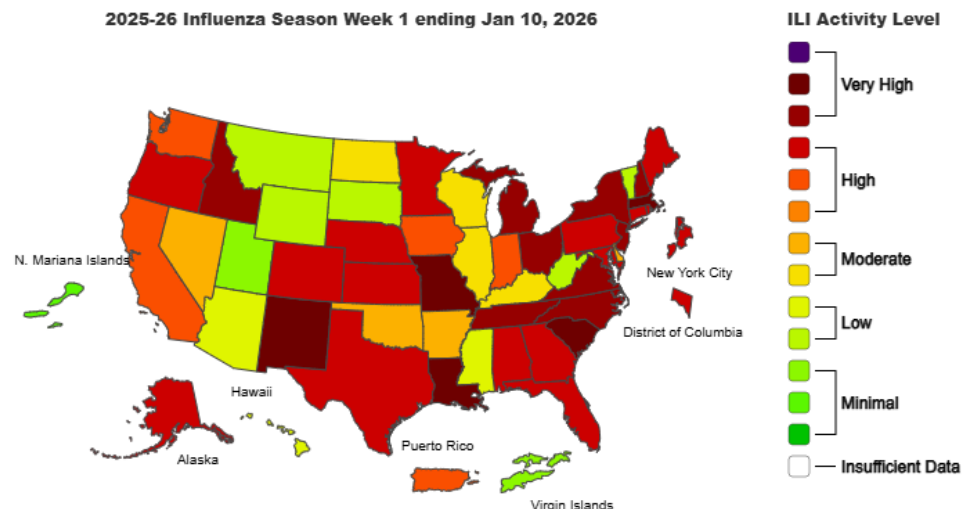 2025-26 Influenza Season Week 1 ending Jan 10, 2026
ILI Activity Level
Very High
High
Moderate
Low
Minimal
Insufficient Data
N. Mariana Islands
New York City
District of Columbia
Hawaii
Alaska
Puerto Rico
Virgin Islands